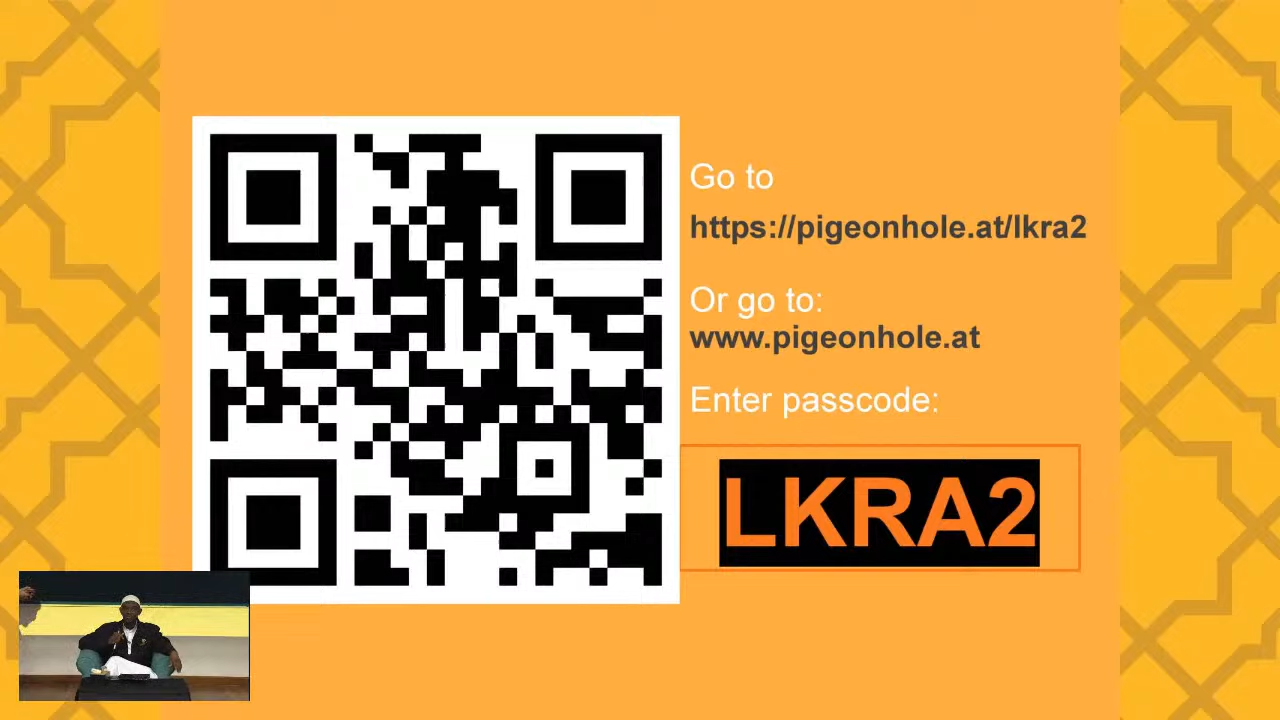 Go to
https://pigeonhole.at/lkra2
Or go to:
www.pigeonhole.at
Enter passcode:
LKRA2